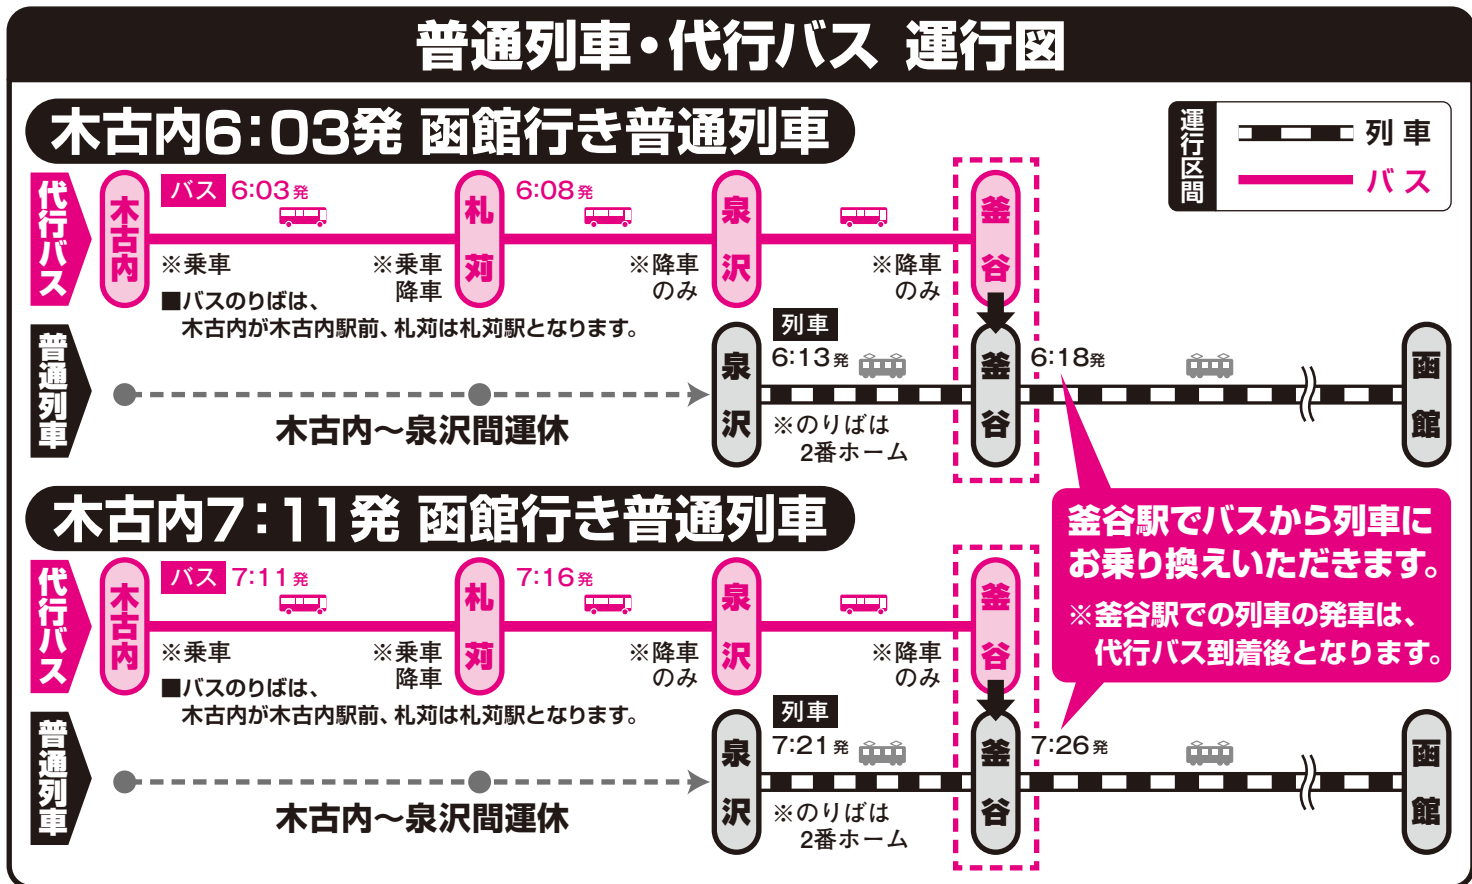 普通列車・代行バス 運行図
木古内6:03発 函館行き普通列車
運行区間
列車
バス
代行バス
木古内
バス 6:03発
札苅
6:08発
泉沢
釜谷
※乗車
※乗車
降車
※降車
のみ
※降車
のみ
■バスのりばは、
木古内が木古内駅前、札苅は札苅駅となります。
普通列車
木古内〜泉沢間運休
泉沢
列車
6:13発
※のりばは
2番ホーム
釜谷
6:18発
函館
木古内7:11発 函館行き普通列車
釜谷駅でバスから列車に
お乗り換えいただきます。
※釜谷駅での列車の発車は、
代行バス到着後となります。
代行バス
木古内
バス 7:11発
札苅
7:16発
泉沢
釜谷
※乗車
※乗車
降車
※降車
のみ
※降車
のみ
■バスのりばは、
木古内が木古内駅前、札苅は札苅駅となります。
普通列車
木古内〜泉沢間運休
泉沢
列車
7:21発
※のりばは
2番ホーム
釜谷
7:26発
函館